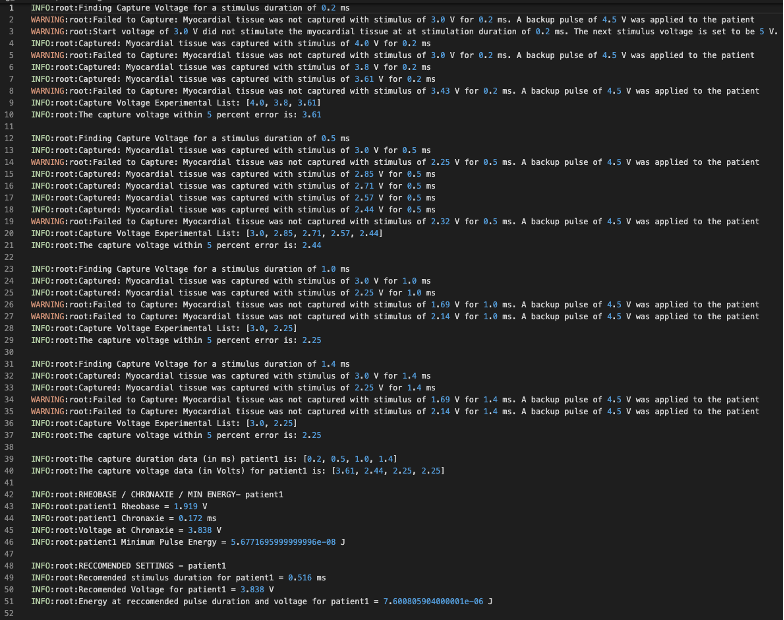 1 INFO:root:Finding Capture Voltage for a stimulus duration of 0.2 ms
2 WARNING:root:Failed to Capture: Myocardial tissue was not captured with stimulus of 3.0 V for 0.2 ms. A backup pulse of 4.5 V was applied to the patient
3 WARNING:root:Start voltage of 3.0 V did not stimulate the myocardial tissue at at stimulation duration of 0.2 ms. The next stimulus voltage is set to be 5 V.
4 INFO:root:Captured: Myocardial tissue was captured with stimulus of 4.0 V for 0.2 ms
5 WARNING:root:Failed to Capture: Myocardial tissue was not captured with stimulus of 3.0 V for 0.2 ms. A backup pulse of 4.5 V was applied to the patient
6 INFO:root:Captured: Myocardial tissue was captured with stimulus of 3.8 V for 0.2 ms
7 INFO:root:Captured: Myocardial tissue was captured with stimulus of 3.61 V for 0.2 ms
8 WARNING:root:Failed to Capture: Myocardial tissue was not captured with stimulus of 3.43 V for 0.2 ms. A backup pulse of 4.5 V was applied to the patient
9 INFO:root:Capture Voltage Experimental List: [4.0, 3.8, 3.61]
10 INFO:root:The capture voltage within 5 percent error is: 3.61
11
12 INFO:root:Finding Capture Voltage for a stimulus duration of 0.5 ms
13 INFO:root:Captured: Myocardial tissue was captured with stimulus of 3.0 V for 0.5 ms
14 WARNING:root:Failed to Capture: Myocardial tissue was not captured with stimulus of 2.25 V for 0.5 ms. A backup pulse of 4.5 V was applied to the patient
15 INFO:root:Captured: Myocardial tissue was captured with stimulus of 2.85 V for 0.5 ms
16 INFO:root:Captured: Myocardial tissue was captured with stimulus of 2.71 V for 0.5 ms
17 INFO:root:Captured: Myocardial tissue was captured with stimulus of 2.57 V for 0.5 ms
18 INFO:root:Captured: Myocardial tissue was captured with stimulus of 2.44 V for 0.5 ms
19 WARNING:root:Failed to Capture: Myocardial tissue was not captured with stimulus of 2.32 V for 0.5 ms. A backup pulse of 4.5 V was applied to the patient
20 INFO:root:Capture Voltage Experimental List: [3.0, 2.85, 2.71, 2.57, 2.44]
21 INFO:root:The capture voltage within 5 percent error is: 2.44
22
23 INFO:root:Finding Capture Voltage for a stimulus duration of 1.0 ms
24 INFO:root:Captured: Myocardial tissue was captured with stimulus of 3.0 V for 1.0 ms
25 INFO:root:Captured: Myocardial tissue was captured with stimulus of 2.25 V for 1.0 ms
26 WARNING:root:Failed to Capture: Myocardial tissue was not captured with stimulus of 1.69 V for 1.0 ms. A backup pulse of 4.5 V was applied to the patient
27 WARNING:root:Failed to Capture: Myocardial tissue was not captured with stimulus of 2.14 V for 1.0 ms. A backup pulse of 4.5 V was applied to the patient
28 INFO:root:Capture Voltage Experimental List: [3.0, 2.25]
29 INFO:root:The capture voltage within 5 percent error is: 2.25
30
31 INFO:root:Finding Capture Voltage for a stimulus duration of 1.4 ms
32 INFO:root:Captured: Myocardial tissue was captured with stimulus of 3.0 V for 1.4 ms
33 INFO:root:Captured: Myocardial tissue was captured with stimulus of 2.25 V for 1.4 ms
34 WARNING:root:Failed to Capture: Myocardial tissue was not captured with stimulus of 1.69 V for 1.4 ms. A backup pulse of 4.5 V was applied to the patient
35 WARNING:root:Failed to Capture: Myocardial tissue was not captured with stimulus of 2.14 V for 1.4 ms. A backup pulse of 4.5 V was applied to the patient
36 INFO:root:Capture Voltage Experimental List: [3.0, 2.25]
37 INFO:root:The capture voltage within 5 percent error is: 2.25
38
39 INFO:root:The capture duration data (in ms) patient1 is: [0.2, 0.5, 1.0, 1.4]
40 INFO:root:The capture voltage data (in Volts) for patient1 is: [3.61, 2.44, 2.25, 2.25]
41
42 INFO:root:RHEOBASE / CHRONAXIE / MIN ENERGY- patient1
43 INFO:root:patient1 Rheobase = 1.919 V
44 INFO:root:patient1 Chronaxie = 0.172 ms
45 INFO:root:Voltage at Chronaxie = 3.838 V
46 INFO:root:patient1 Minimum Pulse Energy = 5.6771695999999996e-08 J
47
48 INFO:root:RECCOMENDED SETTINGS - patient1
49 INFO:root:Recomended stimulus duration for patient1 = 0.516 ms
50 INFO:root:Recomended Voltage for patient1 = 3.838 V
51 INFO:root:Energy at reccomended pulse duration and voltage for patient1 = 7.600805904000001e-06 J
52